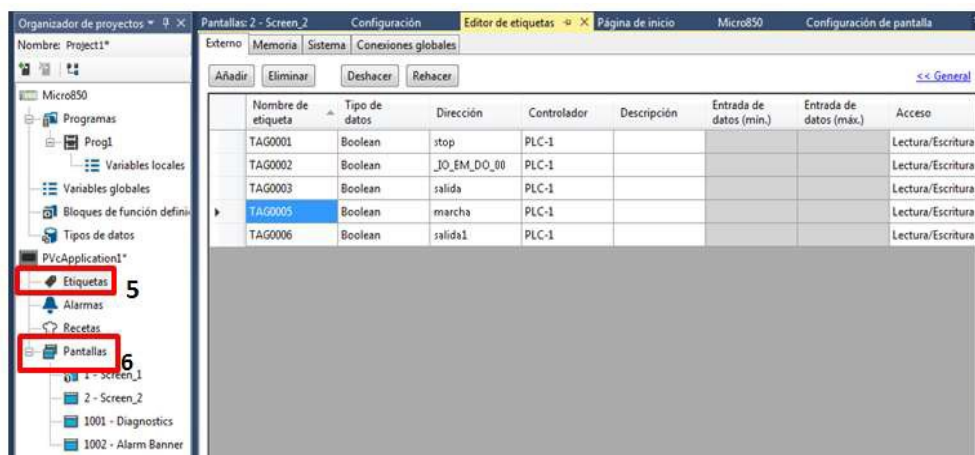 Organizador de proyectos
Nombre: Project1*
Micro850
Programas
Prog1
Variables locales
Variables globales
Bloques de función defini
Tipos de datos
PVcApplication1*
Etiquetas
5
Alarmas
Recetas
Pantallas
6
1 - Screen_1
2 - Screen_2
1001 - Diagnostics
1002 - Alarm Banner
Pantallas: 2 - Screen_2 Configuración Editor de etiquetas Página de inicio Micro850 Configuración de pantalla
Externo Memoria Sistema Conexiones globales
Añadir Eliminar Deshacer Rehacer << General
Nombre de etiqueta Tipo de datos Dirección Controlador Descripción Entrada de datos (mín.) Entrada de datos (máx.) Acceso
TAG0001 Boolean stop PLC-1 Lectura/Escritura
TAG0002 Boolean _IO_EM_DO_00 PLC-1 Lectura/Escritura
TAG0003 Boolean salida PLC-1 Lectura/Escritura
TAG0005 Boolean marcha PLC-1 Lectura/Escritura
TAG0006 Boolean salida1 PLC-1 Lectura/Escritura